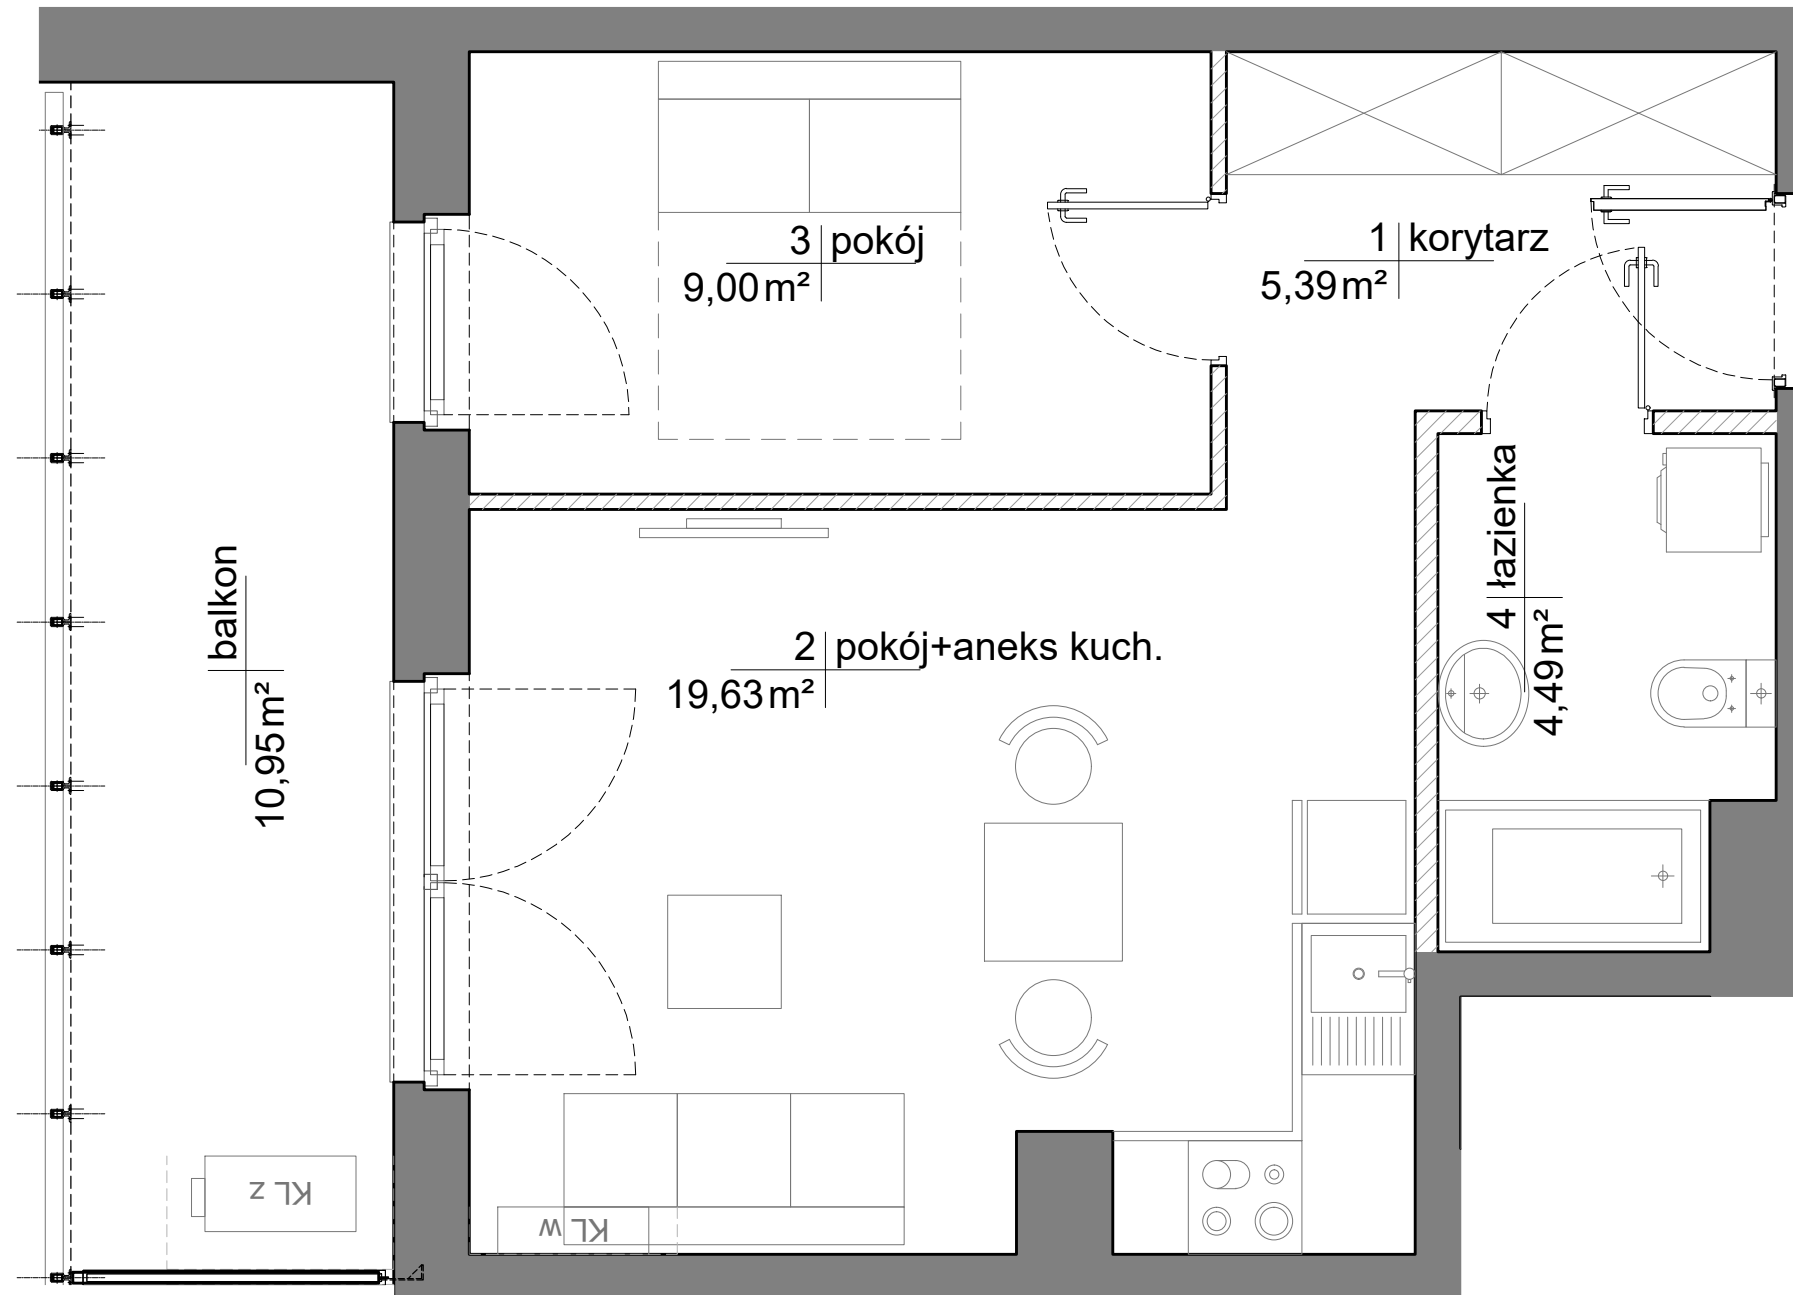 3 pokój
9,00 m²
1 korytarz
5,39 m²
balkon
10,95 m²
2 pokój+aneks kuch.
19,63 m²
4 łazienka
4,49 m²
KL z
KL w